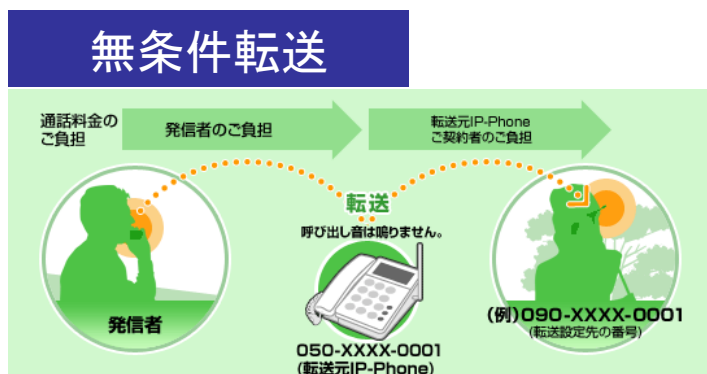 無条件転送
通話料金の
ご負担
発信者のご負担
転送元IP-Phone
ご契約者のご負担
転送
呼び出し音は鳴りません。
発信者
050-XXXX-0001
(転送元IP-Phone)
(例)090-XXXX-0001
(転送設定先の番号)